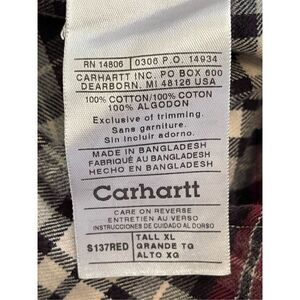 RN 14806 0306 P.O. 14934
CARHARTT INC. PO BOX 600
DEARBORN, MI 48126 USA
100% COTTON/100% COTON
100% ALGODON
Exclusive of trimming.
Sans garniture.
Sin incluir adorno.
MADE IN BANGLADESH
FABRIQUÉ AU BANGLADESH
HECHO EN BANGLADESH
Carhartt
CARE ON REVERSE
ENTRETIEN AU VERSO
INSTRUCCIONES DE CUIDADO AL DORSO
S137RED
TALL XL
GRANDE TG
ALTO XG